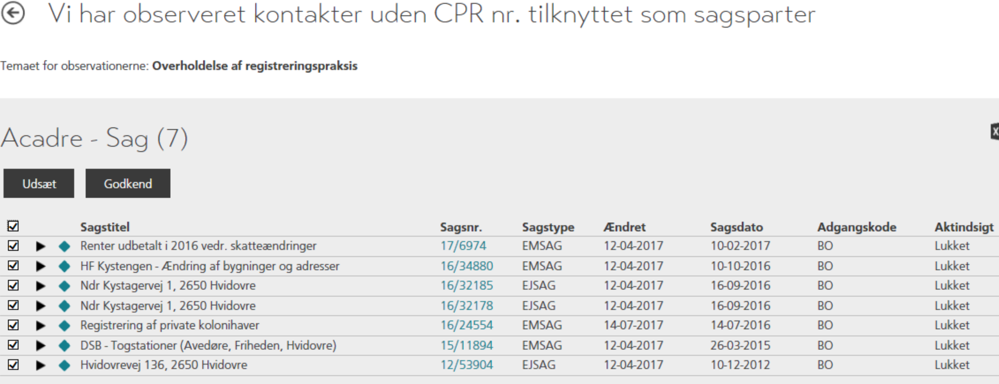 Vi har observeret kontakter uden CPR nr. tilknyttet som sagsparter
Temaet for observationerne: Overholdelse af registreringspraksis
Acadre - Sag (7)
Udsæt Godkend
Sagstitel Sagsnr. Sagstype Ændret Sagsdato Adgangskode Aktindsigt
Renter udbetalt i 2016 vedr. skatteændringer 17/6974 EMSAG 12-04-2017 10-02-2017 BO Lukket
HF Kystengen - Ændring af bygninger og adresser 16/34880 EMSAG 12-04-2017 10-10-2016 BO Lukket
Ndr Kystagervej 1, 2650 Hvidovre 16/32185 EJSAG 12-04-2017 16-09-2016 BO Lukket
Ndr Kystagervej 1, 2650 Hvidovre 16/32178 EJSAG 12-04-2017 16-09-2016 BO Lukket
Registrering af private kolonihaver 16/24554 EMSAG 14-07-2017 14-07-2016 BO Lukket
DSB - Togstationer (Avedøre, Friheden, Hvidovre) 15/11894 EMSAG 12-04-2017 26-03-2015 BO Lukket
Hvidovrevej 136, 2650 Hvidovre 12/53904 EJSAG 12-04-2017 10-12-2012 BO Lukket